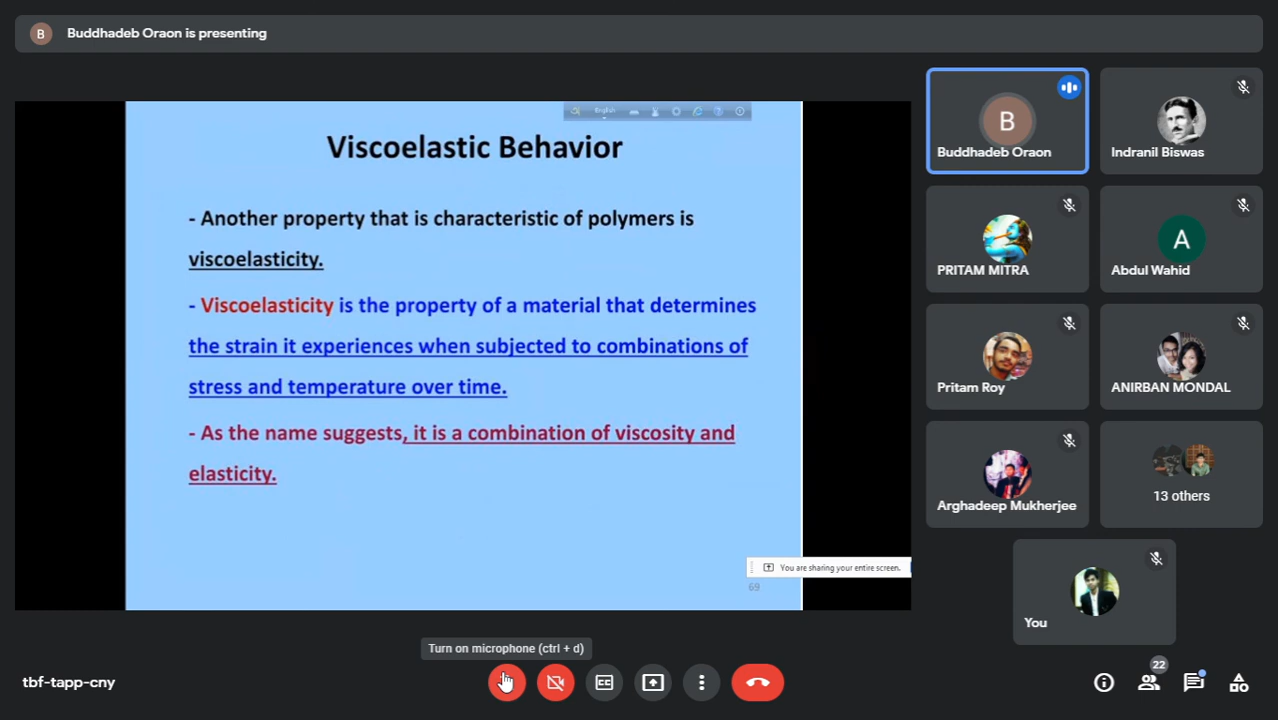 B
Buddhadeb Oraon is presenting
English
Viscoelastic Behavior
- Another property that is characteristic of polymers is
viscoelasticity.
- Viscoelasticity is the property of a material that determines
the strain it experiences when subjected to combinations of
stress and temperature over time.
- As the name suggests, it is a combination of viscosity and
elasticity.
You are sharing your entire screen.
69
B
Buddhadeb Oraon
Indranil Biswas
PRITAM MITRA
A
Abdul Wahid
Pritam Roy
ANIRBAN MONDAL
Arghadeep Mukherjee
13 others
You
Turn on microphone (ctrl + d)
tbf-tapp-cny
CC
22